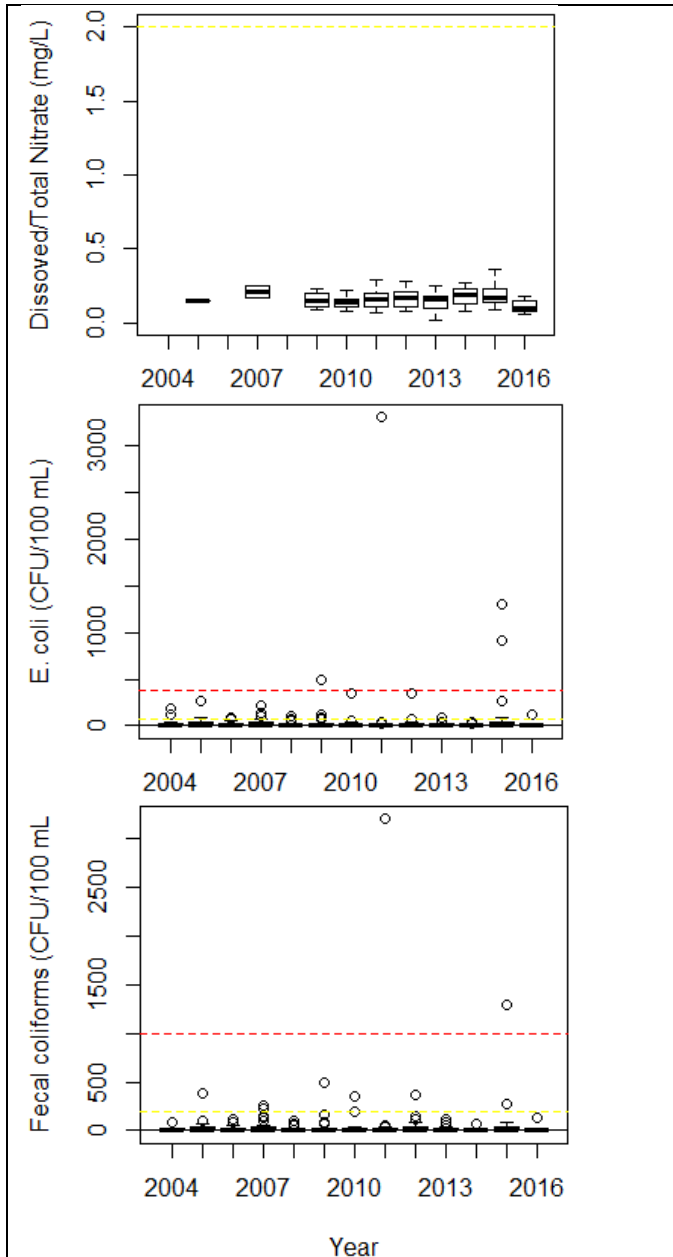 Dissoved/Total Nitrate (mg/L)
2.0
1.5
1.0
0.5
0.0
2004 2007 2010 2013 2016
E. coli (CFU/100 mL)
3000
2000
1000
0
2004 2007 2010 2013 2016
Fecal coliforms (CFU/100 mL
2500
1500
500
0
2004 2007 2010 2013 2016
Year